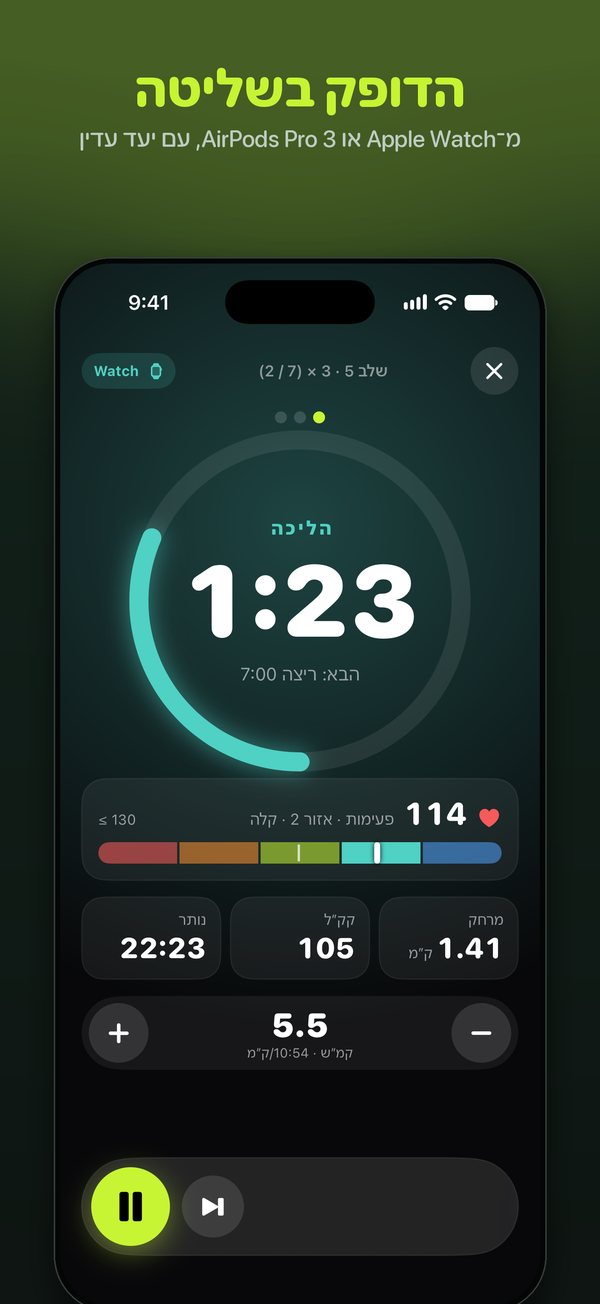 הדופק בשליטה
מ־Apple Watch או AirPods Pro 3, עם יעד עדין
9:41
שלב 5 · 3 × (7 / 2)
Watch
הליכה
1:23
הבא: ריצה 7:00
114 פעימות · אזור 2 · קלה
≤ 130
מרחק
1.41 ק"מ
קק"ל
105
נותר
22:23
5.5
קמ"ש · 10:54/ק"מ